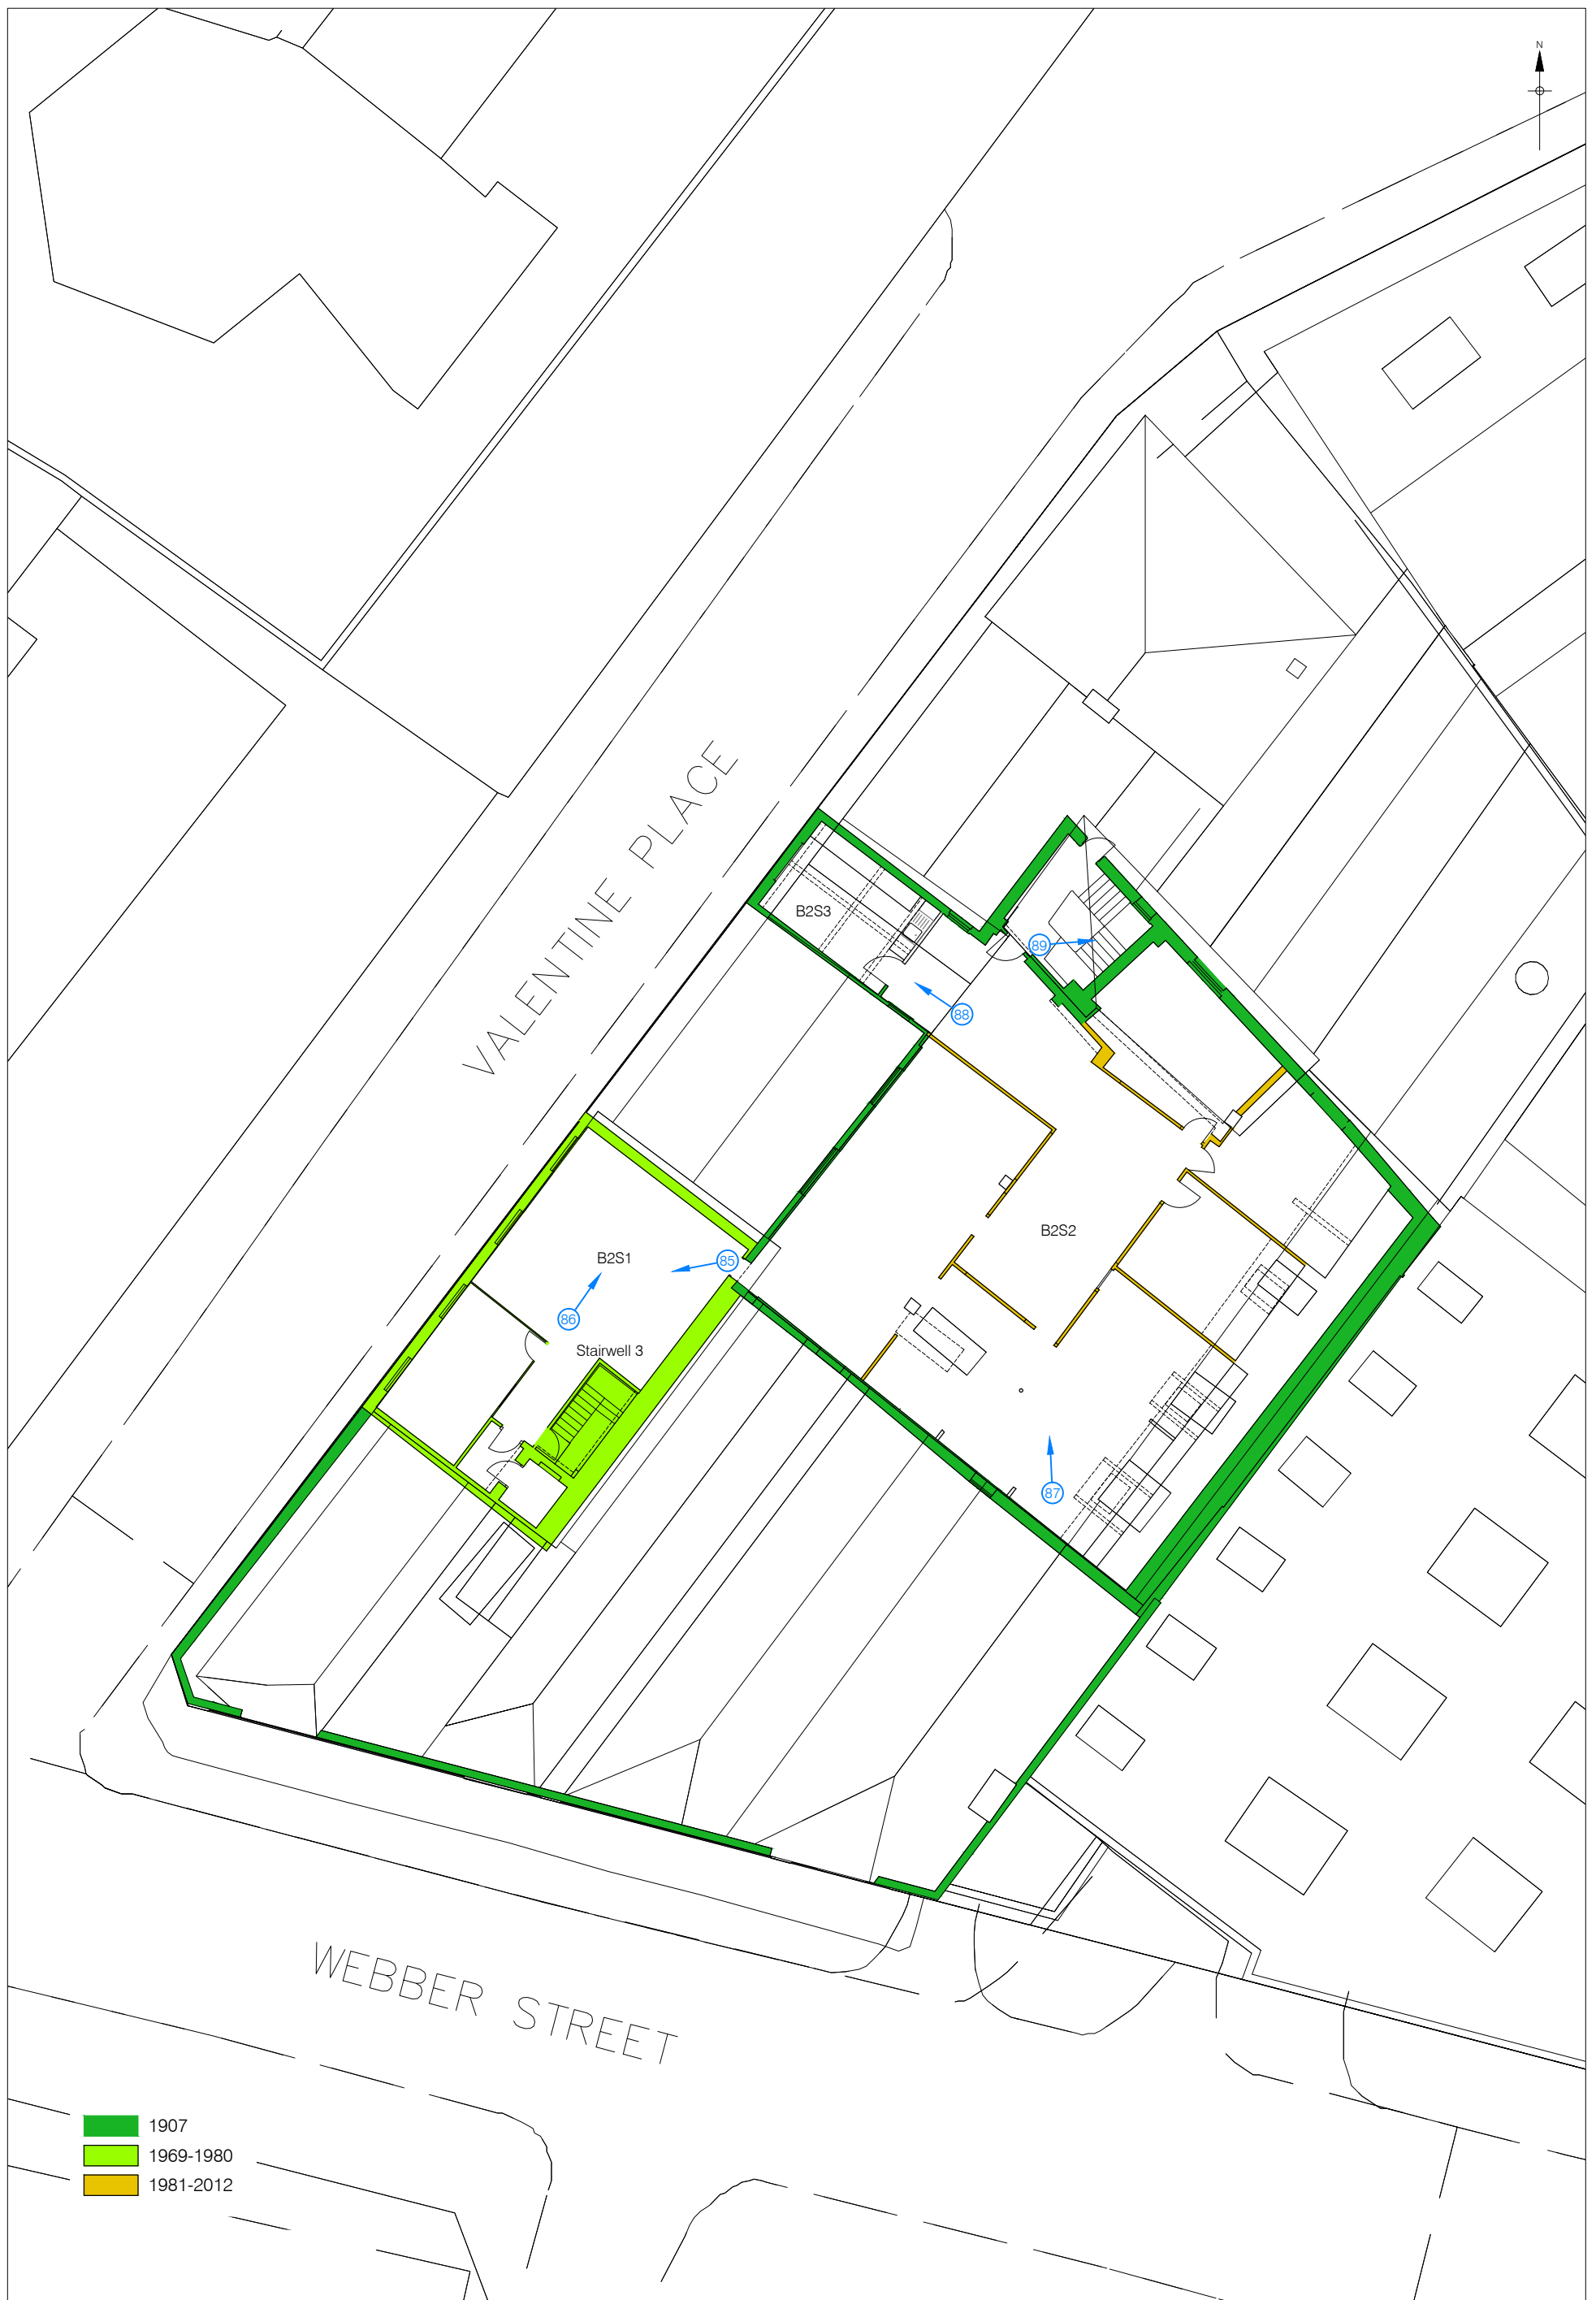 N
VALENTINE PLACE
B2S3
89
88
B2S2
B2S1
85
86
Stairwell 3
87
WEBBER STREET
1907
1969-1980
1981-2012